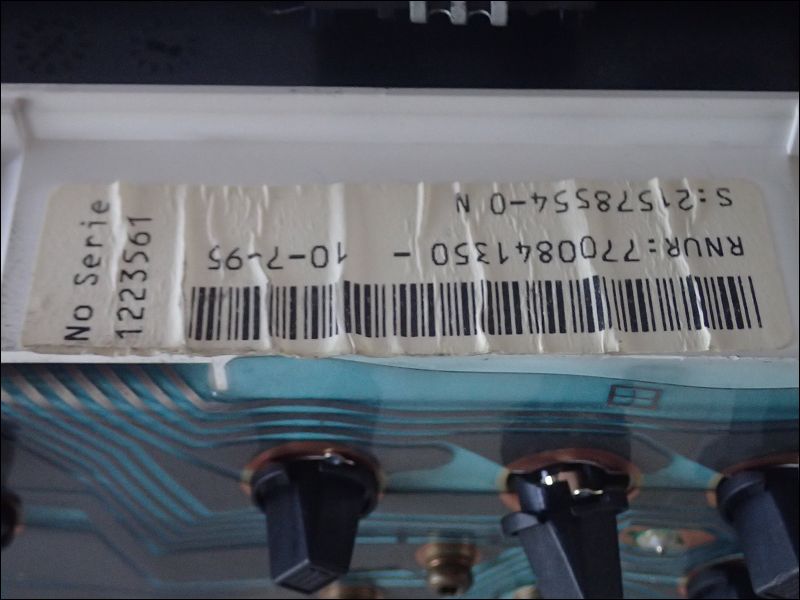 No Serie
1223561
S:21578554-0 N
RNUR:7700841350 - 10-7-95